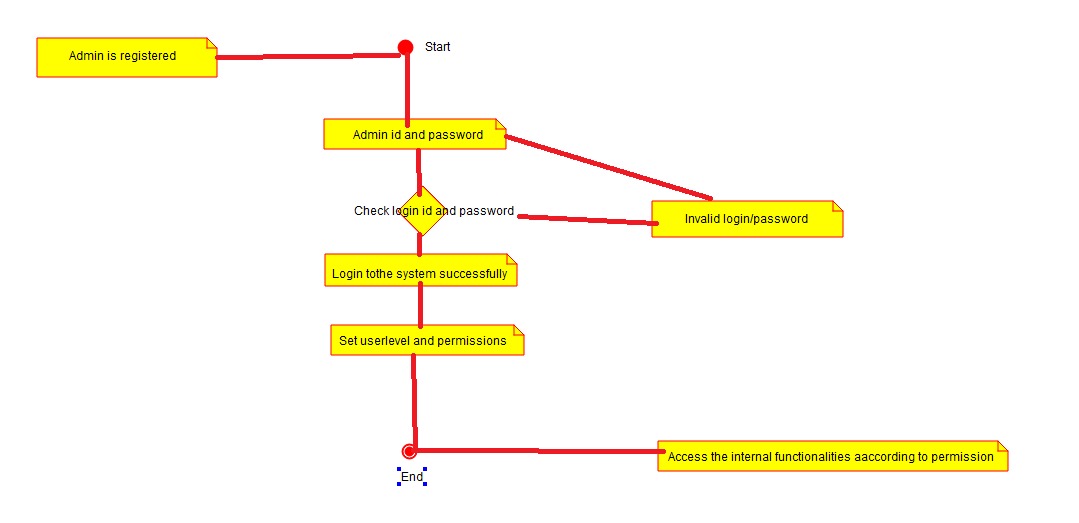 Start
Admin is registered
Admin id and password
Check login id and password
Invalid login/password
Login tothe system successfully
Set userlevel and permissions
Access the internal functionalities aaccording to permission
End